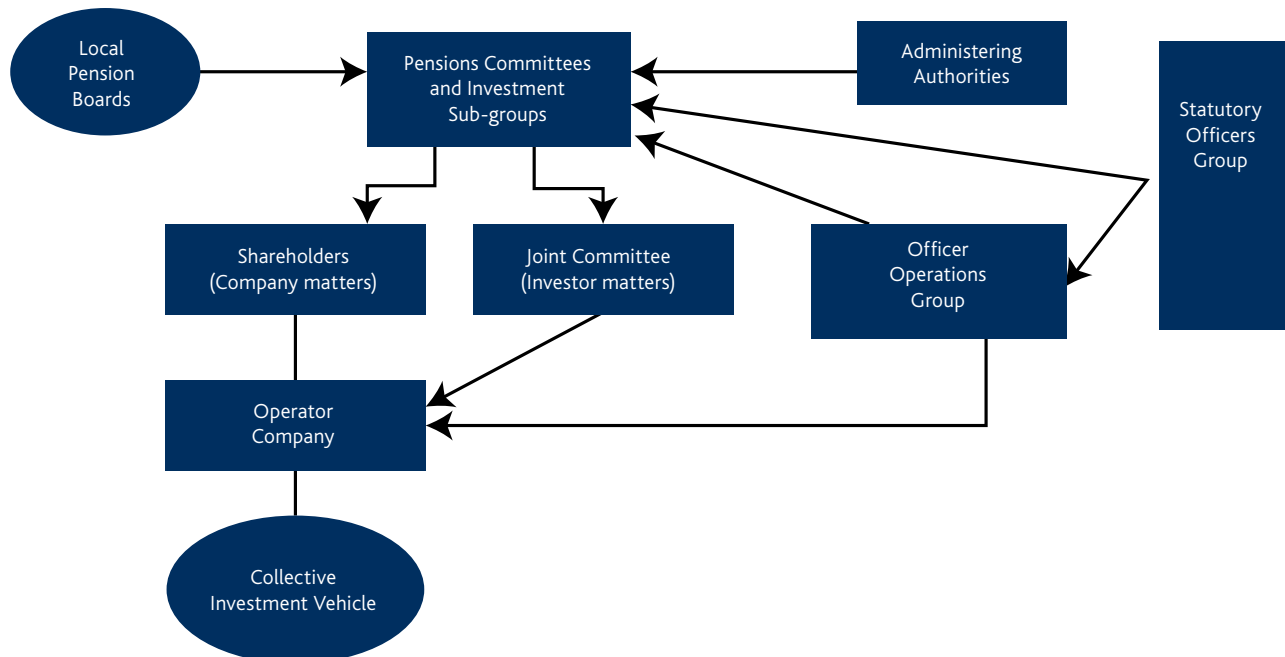 Local
Pension
Boards
Pensions Committees
and Investment
Sub-groups
Administering
Authorities
Statutory
Officers
Group
Shareholders
(Company matters)
Joint Committee
(Investor matters)
Officer
Operations
Group
Operator
Company
Collective
Investment Vehicle